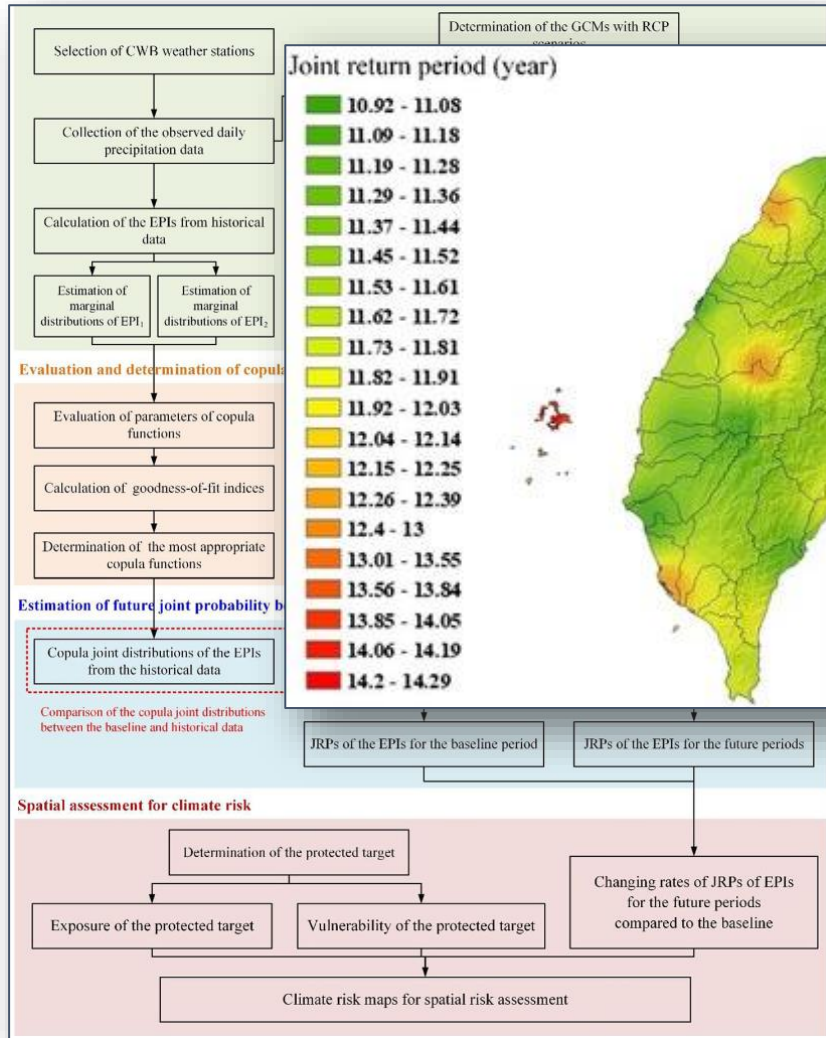 Selection of CWB weather stations
Determination of the GCMs with RCP
scenarios
Collection of the observed daily
precipitation data
Calculation of the EPIs from historical
data
Estimation of
marginal
distributions of EPI₁
Estimation of
marginal
distributions of EPI₂
Evaluation and determination of copula
Evaluation of parameters of copula
functions
Calculation of goodness-of-fit indices
Determination of the most appropriate
copula functions
Estimation of future joint probability be
Copula joint distributions of the EPIs
from the historical data
Comparison of the copula joint distributions
between the baseline and historical data
Joint return period (year)
10.92 - 11.08
11.09 - 11.18
11.19 - 11.28
11.29 - 11.36
11.37 - 11.44
11.45 - 11.52
11.53 - 11.61
11.62 - 11.72
11.73 - 11.81
11.82 - 11.91
11.92 - 12.03
12.04 - 12.14
12.15 - 12.25
12.26 - 12.39
12.4 - 13
13.01 - 13.55
13.56 - 13.84
13.85 - 14.05
14.06 - 14.19
14.2 - 14.29
JRPs of the EPIs for the baseline period
JRPs of the EPIs for the future periods
Spatial assessment for climate risk
Determination of the protected target
Exposure of the protected target
Vulnerability of the protected target
Changing rates of JRPs of EPIs
for the future periods
compared to the baseline
Climate risk maps for spatial risk assessment